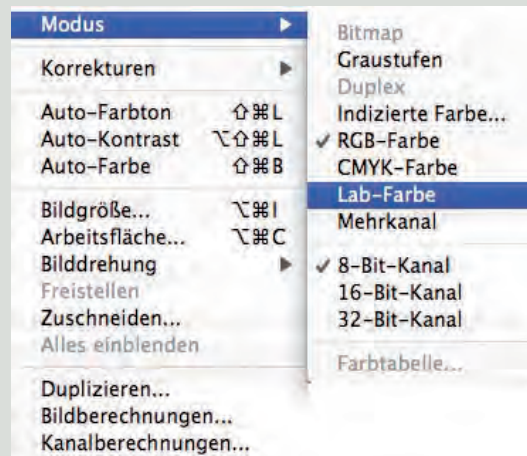 Modus
Korrekturen
Auto-Farbton ⇧⌘L
Auto-Kontrast ⌥⇧⌘L
Auto-Farbe ⇧⌘B
Bildgröße... ⌥⌘I
Arbeitsfläche... ⌥⌘C
Bilddrehung
Freistellen
Zuschneiden...
Alles einblenden
Duplizieren...
Bildberechnungen...
Kanalberechnungen...
Bitmap
Graustufen
Duplex
Indizierte Farbe...
✓ RGB-Farbe
CMYK-Farbe
Lab-Farbe
Mehrkanal
✓ 8-Bit-Kanal
16-Bit-Kanal
32-Bit-Kanal
Farbtabelle...